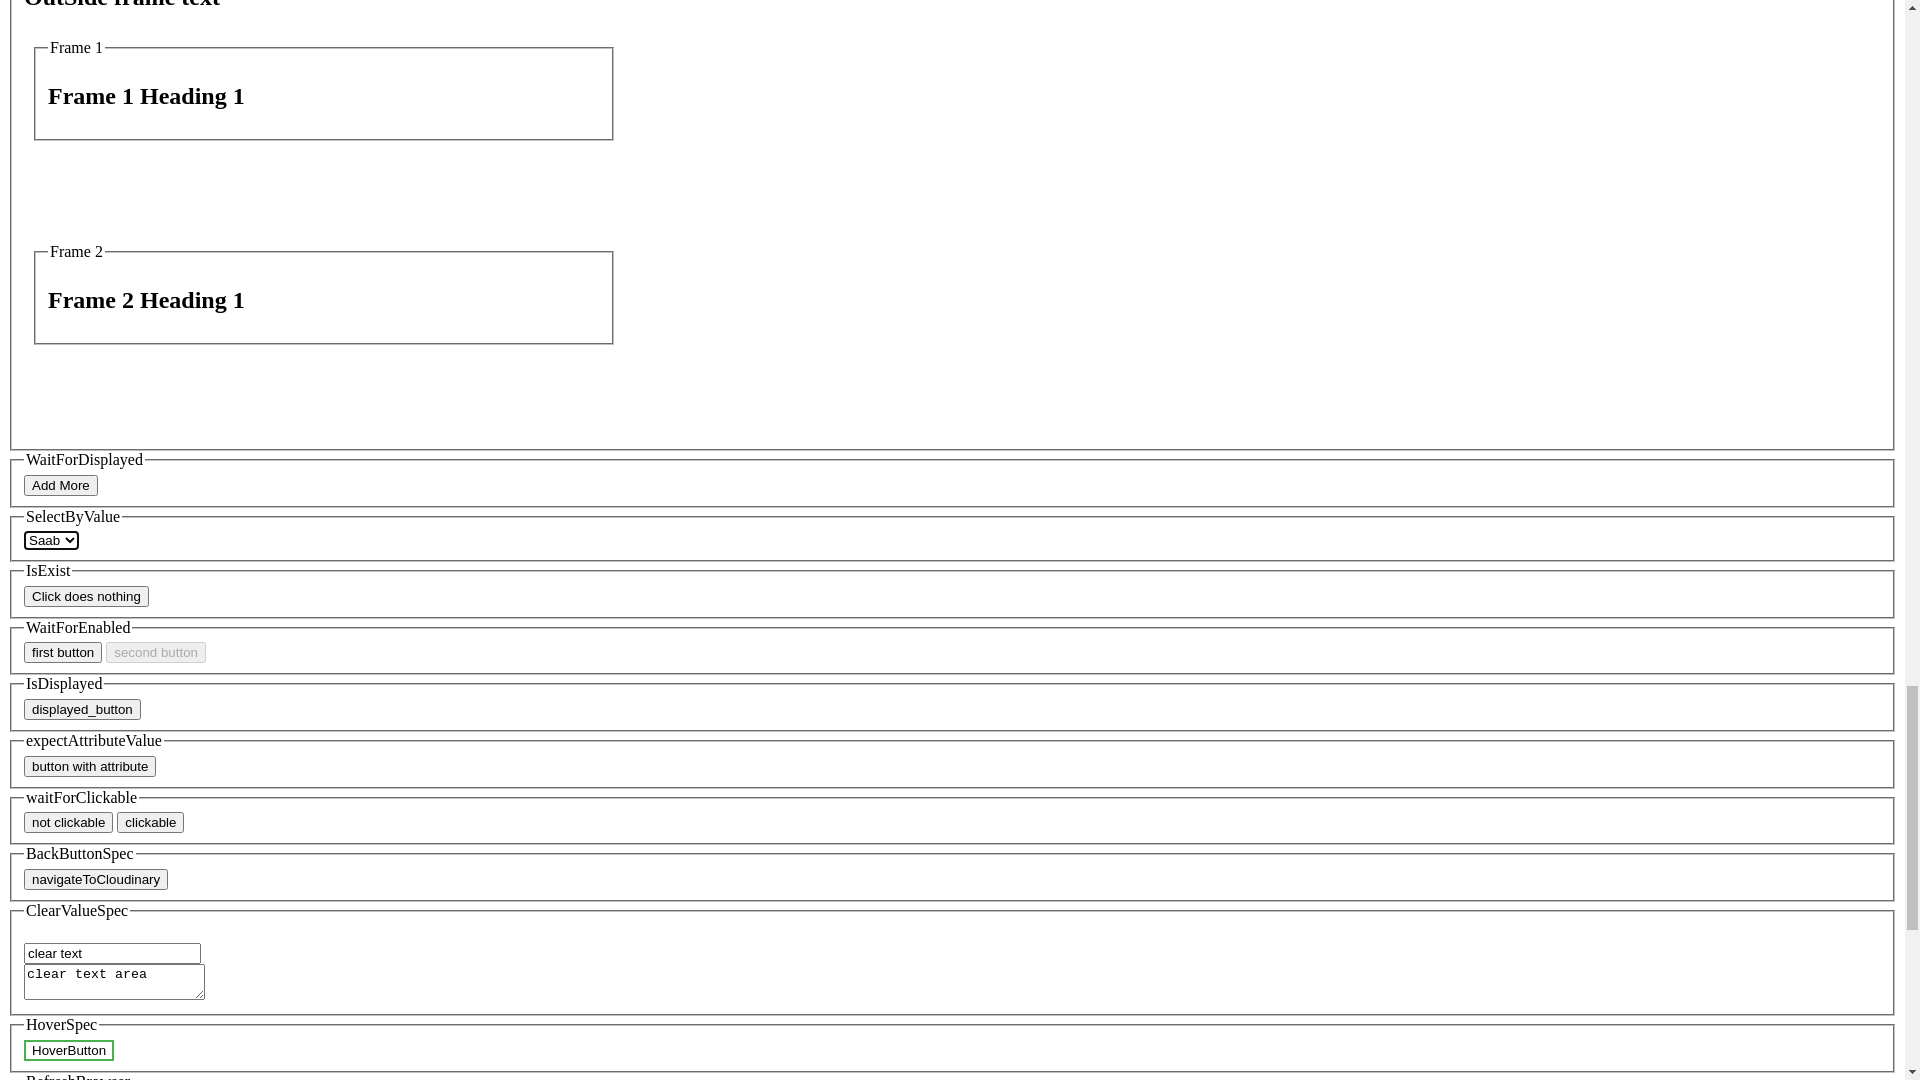 OutSide frame text
Frame 1
Frame 1 Heading 1
Frame 2
Frame 2 Heading 1
WaitForDisplayed
Add More
SelectByValue
Saab
IsExist
Click does nothing
WaitForEnabled
first button second button
IsDisplayed
displayed_button
expectAttributeValue
button with attribute
waitForClickable
not clickable clickable
BackButtonSpec
navigateToCloudinary
ClearValueSpec
clear text
clear text area
HoverSpec
HoverButton
RefreshBrowser